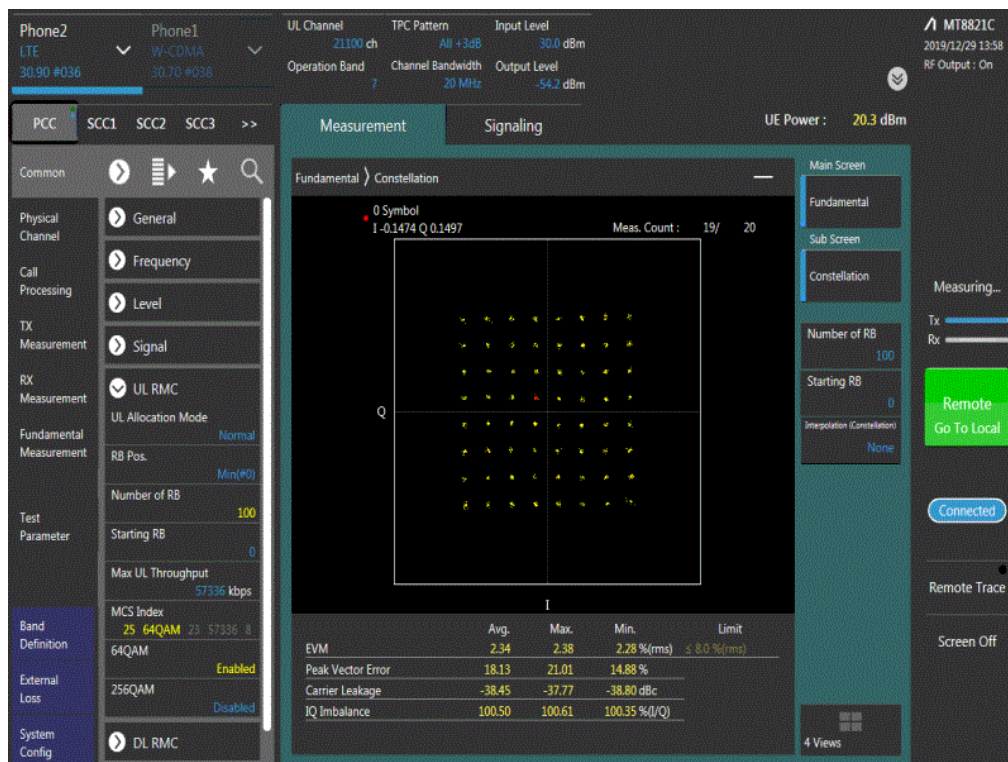 Phone2
LTE
30.90 #036
Phone1
W-CDMA
30.70 #038
UL Channel
21100 ch
Operation Band
7
TPC Pattern
All +3dB
Channel Bandwidth
20 MHz
Input Level
30.0 dBm
Output Level
-54.2 dBm
MT8821C
2019/12/29 13:58
RF Output : On
PCC SCC1 SCC2 SCC3 >>
Measurement Signaling
UE Power : 20.3 dBm
Common
Physical
Channel
Call
Processing
TX
Measurement
RX
Measurement
Fundamental
Measurement
Test
Parameter
Band
Definition
External
Loss
System
Config
General
Frequency
Level
Signal
UL RMC
UL Allocation Mode
Normal
RB Pos.
Min(#0)
Number of RB
100
Starting RB
0
Max UL Throughput
57336 kbps
MCS Index
25 64QAM 23 57336 8
64QAM
Enabled
256QAM
Disabled
DL RMC
Fundamental 〉 Constellation
0 Symbol
I -0.1474 Q 0.1497
Meas. Count : 19/ 20
Q
I
Avg. Max. Min. Limit
EVM 2.34 2.38 2.28 %(rms) ≤ 8.0 %(rms)
Peak Vector Error 18.13 21.01 14.88 %
Carrier Leakage -38.45 -37.77 -38.80 dBc
IQ Imbalance 100.50 100.61 100.35 %(I/Q)
Main Screen
Fundamental
Sub Screen
Constellation
Number of RB
100
Starting RB
0
Interpolation (Constellation)
None
4 Views
Measuring...
Tx
Rx
Remote
Go To Local
Connected
Remote Trace
Screen Off